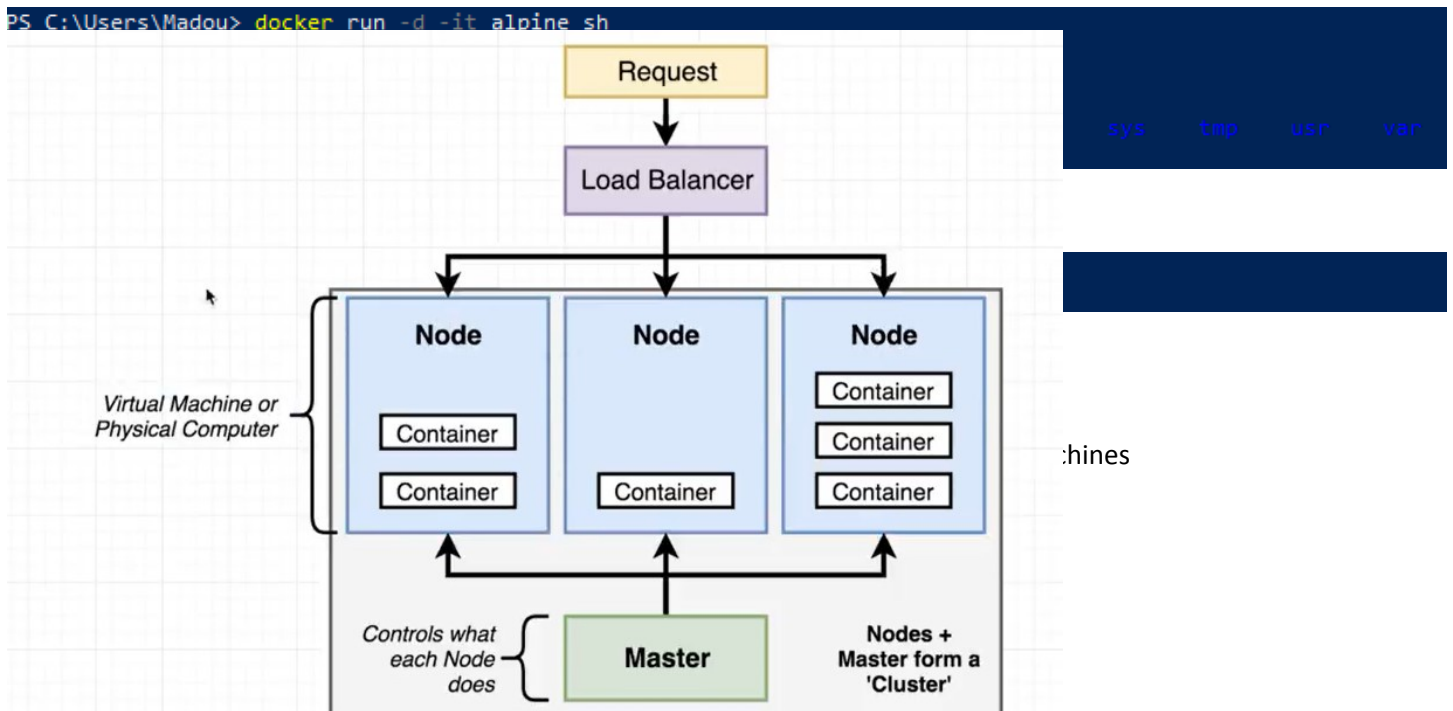 PS C:\Users\Madou> docker run -d -it alpine sh
Request
sys tmp usr var
Load Balancer
Node Node Node
Virtual Machine or
Physical Computer
Container
Container
Container
Container
Container
Container
chines
Controls what
each Node
does
Master
Nodes +
Master form a
'Cluster'